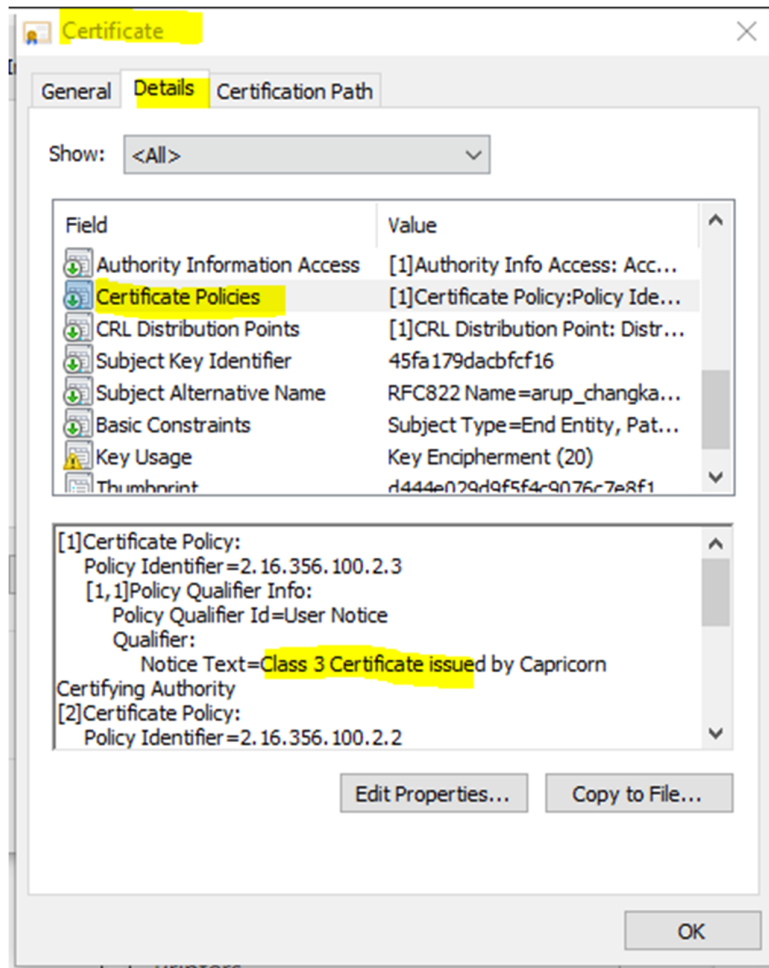 Certificate
General Details Certification Path
Show: <All>
Field Value
Authority Information Access [1]Authority Info Access: Acc...
Certificate Policies [1]Certificate Policy:Policy Ide...
CRL Distribution Points [1]CRL Distribution Point: Distr...
Subject Key Identifier 45fa179dacbfcf16
Subject Alternative Name RFC822 Name=arup_changka...
Basic Constraints Subject Type=End Entity, Pat...
Key Usage Key Encipherment (20)
Thumbprint d444e029d9f5f4c9076c7e8f1
[1]Certificate Policy:
Policy Identifier=2.16.356.100.2.3
[1,1]Policy Qualifier Info:
Policy Qualifier Id=User Notice
Qualifier:
Notice Text=Class 3 Certificate issued by Capricorn
Certifying Authority
[2]Certificate Policy:
Policy Identifier=2.16.356.100.2.2
Edit Properties... Copy to File...
OK